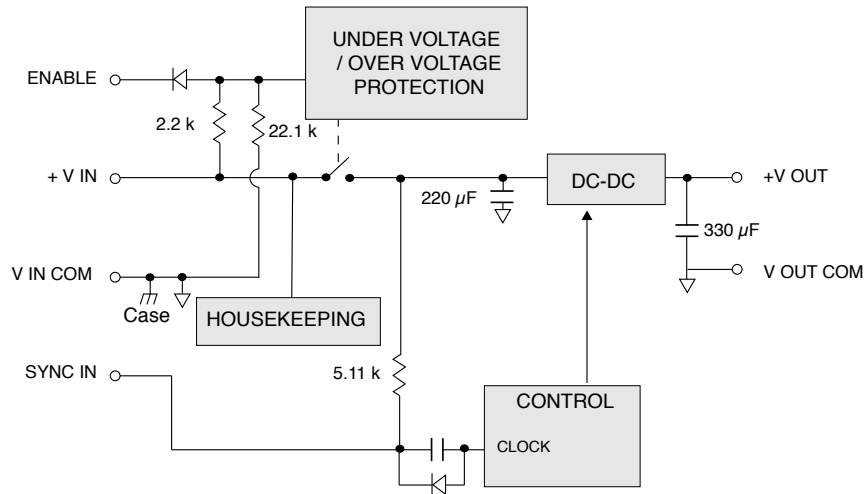 UNDER VOLTAGE
/ OVER VOLTAGE
PROTECTION
ENABLE
2.2 k
22.1 k
+ V IN
DC-DC
+V OUT
220 µF
330 µF
V IN COM
V OUT COM
Case
HOUSEKEEPING
SYNC IN
5.11 k
CONTROL
CLOCK